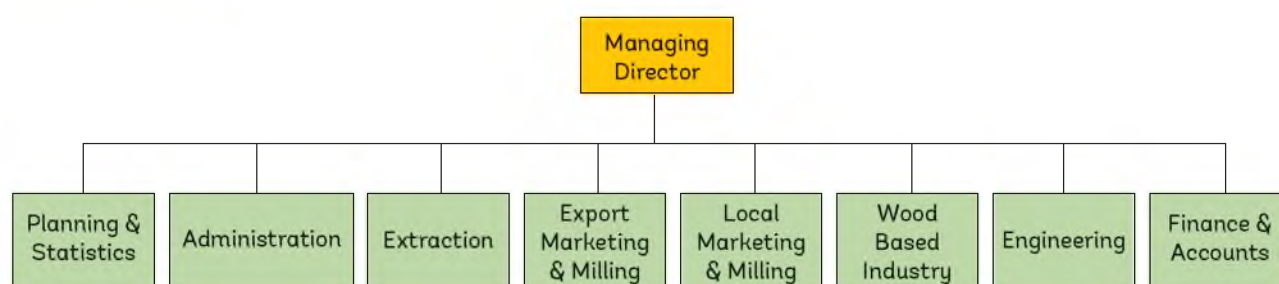 Managing
Director
Planning &
Statistics
Administration
Extraction
Export
Marketing
& Milling
Local
Marketing
& Milling
Wood
Based
Industry
Engineering
Finance &
Accounts